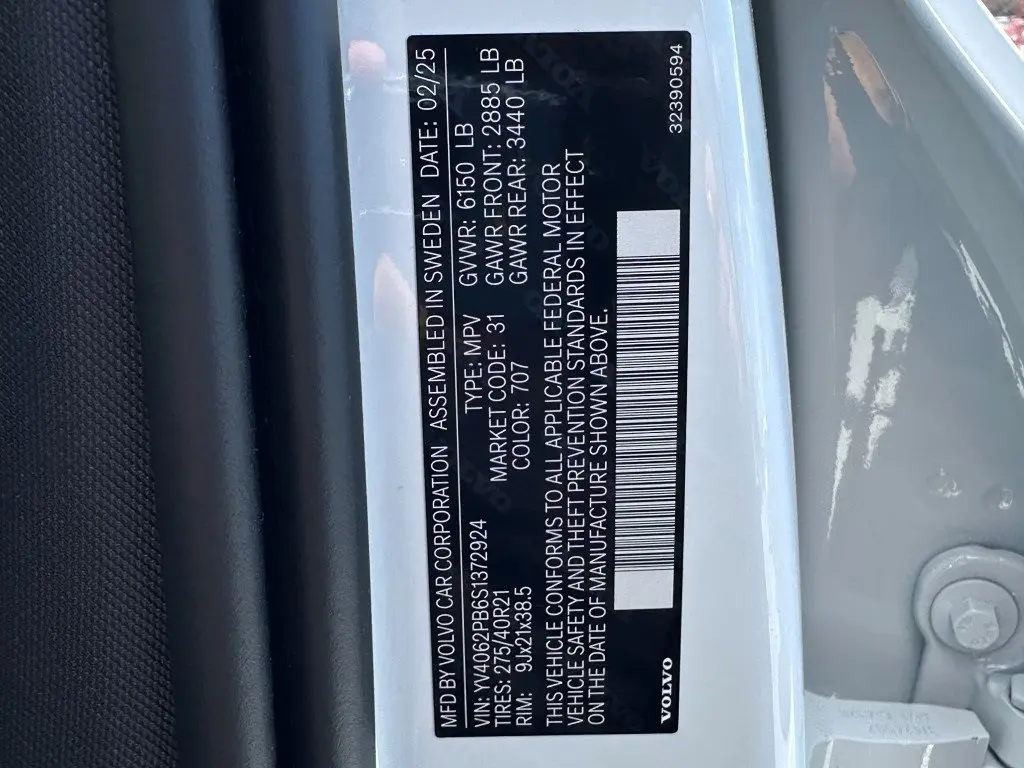 MFD BY VOLVO CAR CORPORATION ASSEMBLED IN SWEDEN DATE: 02/25
VIN: YV4062PB6S1372924 TYPE: MPV GVWR: 6150 LB
TIRES: 275/40R21 MARKET CODE: 31 GAWR FRONT: 2885 LB
RIM: 9Jx21x38.5 COLOR: 707 GAWR REAR: 3440 LB
THIS VEHICLE CONFORMS TO ALL APPLICABLE FEDERAL MOTOR
VEHICLE SAFETY AND THEFT PREVENTION STANDARDS IN EFFECT
ON THE DATE OF MANUFACTURE SHOWN ABOVE.
VOLVO 32390594